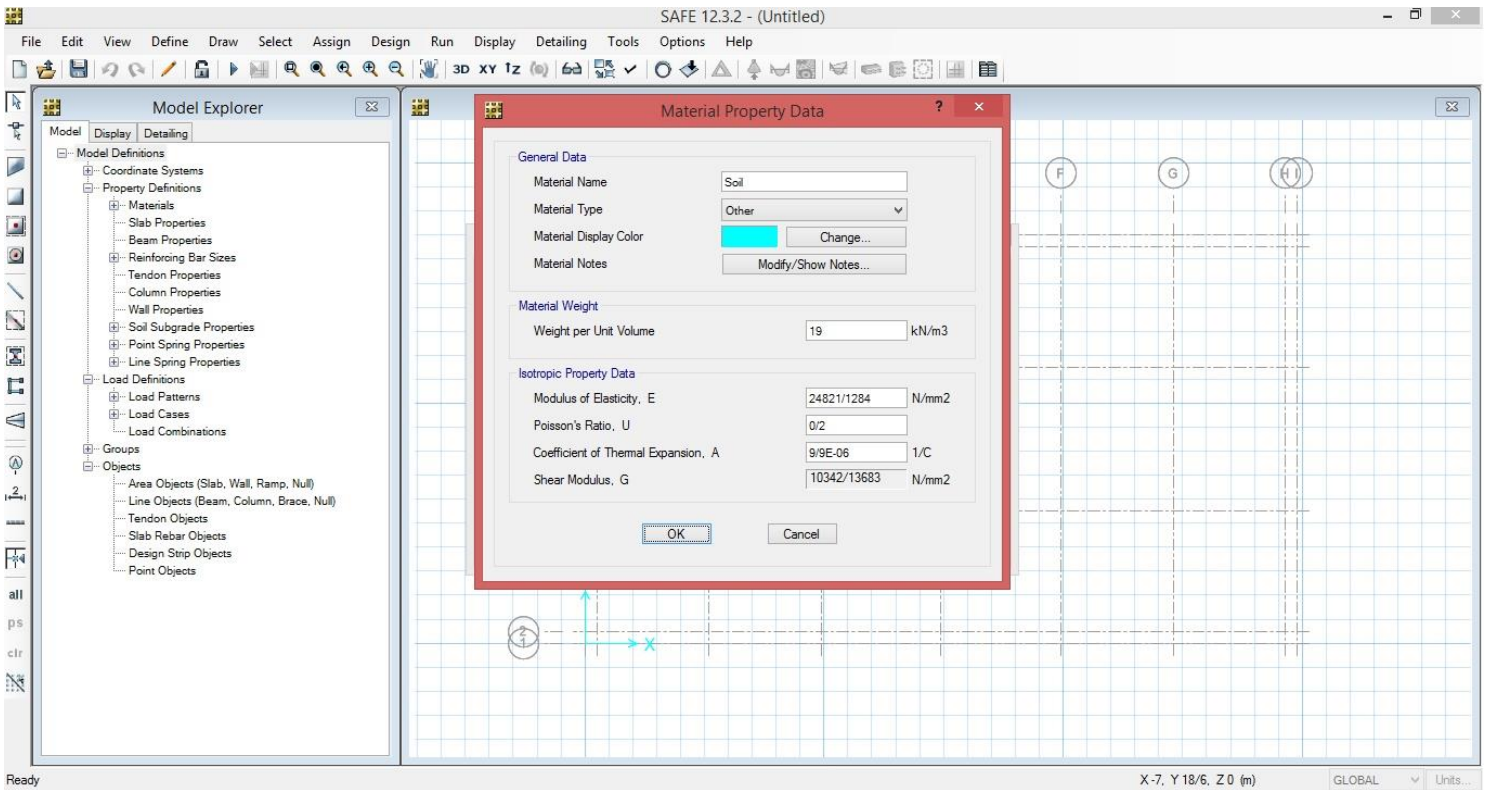 SAFE 12.3.2 - (Untitled)
File Edit View Define Draw Select Assign Design Run Display Detailing Tools Options Help
3D XY
Model Explorer
Model Display Detailing
Model Definitions
Coordinate Systems
Property Definitions
Materials
Slab Properties
Beam Properties
Reinforcing Bar Sizes
Tendon Properties
Column Properties
Wall Properties
Soil Subgrade Properties
Point Spring Properties
Line Spring Properties
Load Definitions
Load Patterns
Load Cases
Load Combinations
Groups
Objects
Area Objects (Slab, Wall, Ramp, Null)
Line Objects (Beam, Column, Brace, Null)
Tendon Objects
Slab Rebar Objects
Design Strip Objects
Point Objects
all
ps
clr
Material Property Data ?
General Data
Material Name Soil
Material Type Other
Material Display Color Change...
Material Notes Modify/Show Notes...
Material Weight
Weight per Unit Volume 19 kN/m3
Isotropic Property Data
Modulus of Elasticity, E 24821/1284 N/mm2
Poisson's Ratio, U 0/2
Coefficient of Thermal Expansion, A 9/9E-06 1/C
Shear Modulus, G 10342/13683 N/mm2
OK Cancel
F G H I
2
1
X
Ready X -7, Y 18/6, Z 0 (m) GLOBAL Units...